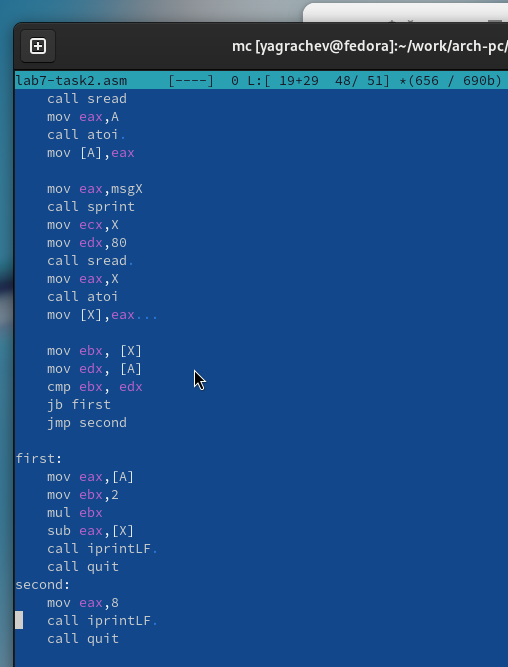 mc [yagrachev@fedora]:~/work/arch-pc/
lab7-task2.asm     [----]  0 L:[ 19+29  48/ 51] *(656 / 690b)
    call sread
    mov eax,A
    call atoi.
    mov [A],eax

    mov eax,msgX
    call sprint
    mov ecx,X
    mov edx,80
    call sread.
    mov eax,X
    call atoi
    mov [X],eax...

    mov ebx, [X]
    mov edx, [A]
    cmp ebx, edx
    jb first
    jmp second

first:
    mov eax,[A]
    mov ebx,2
    mul ebx
    sub eax,[X]
    call iprintLF.
    call quit
second:
    mov eax,8
    call iprintLF.
    call quit